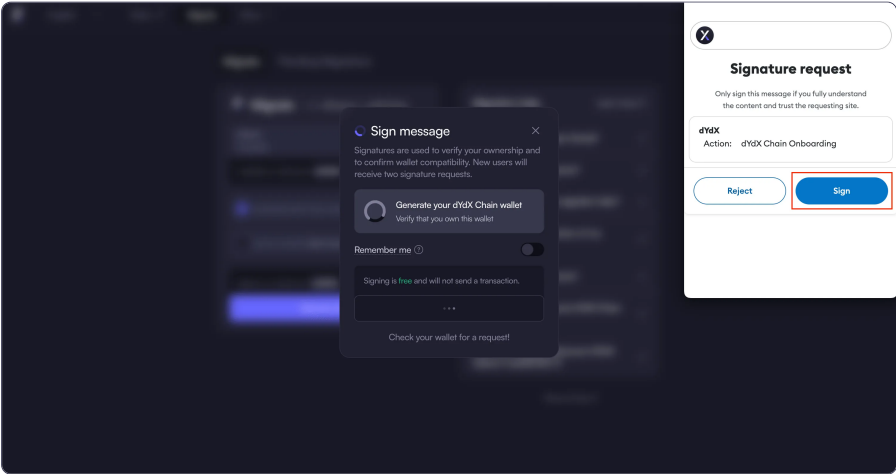 Sign message
Signatures are used to verify your ownership and
to confirm wallet compatibility. New users will
receive two signature requests.
Generate your dYdX Chain wallet
Verify that you own this wallet
Remember me ?
Signing is free and will not send a transaction.
Check your wallet for a request!
Signature request
Only sign this message if you fully understand
the content and trust the requesting site.
dYdX
Action: dYdX Chain Onboarding
Reject
Sign